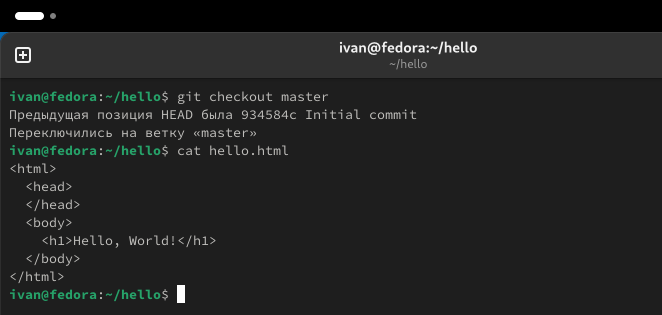 ivan@fedora:~/hello
~/hello
ivan@fedora:~/hello$ git checkout master
Предыдущая позиция HEAD была 934584c Initial commit
Переключились на ветку «master»
ivan@fedora:~/hello$ cat hello.html
<html>
  <head>
  </head>
  <body>
    <h1>Hello, World!</h1>
  </body>
</html>
ivan@fedora:~/hello$